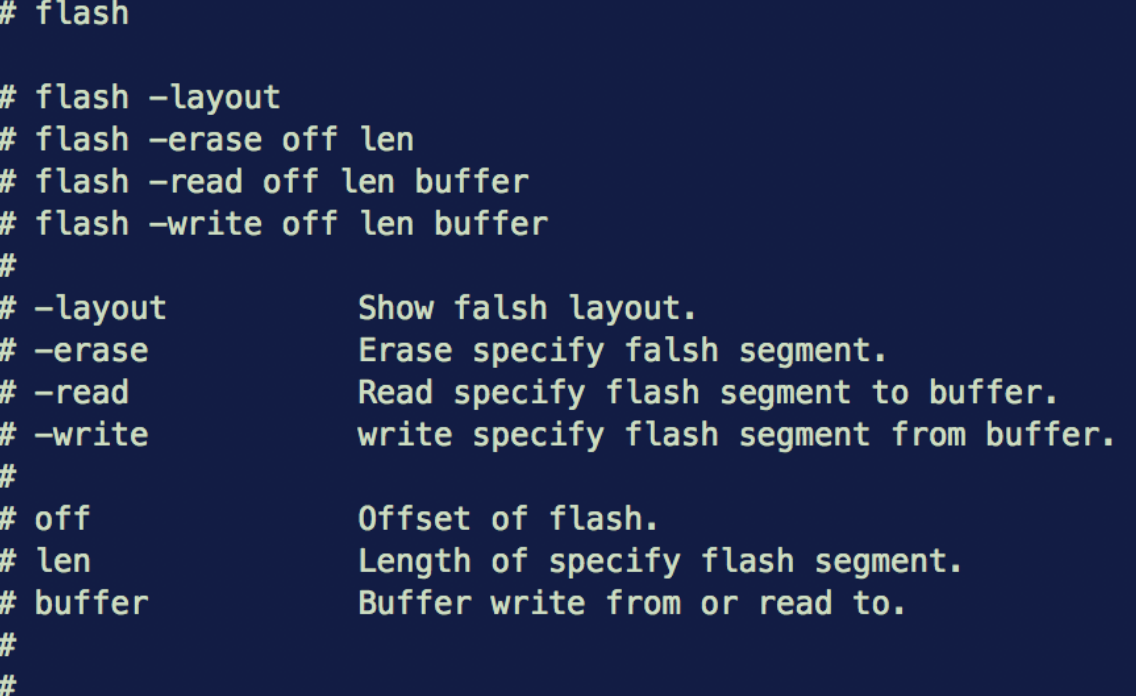 # flash
# flash -layout
# flash -erase off len
# flash -read off len buffer
# flash -write off len buffer
#
# -layout Show falsh layout.
# -erase Erase specify falsh segment.
# -read Read specify flash segment to buffer.
# -write write specify flash segment from buffer.
#
# off Offset of flash.
# len Length of specify flash segment.
# buffer Buffer write from or read to.
#
#